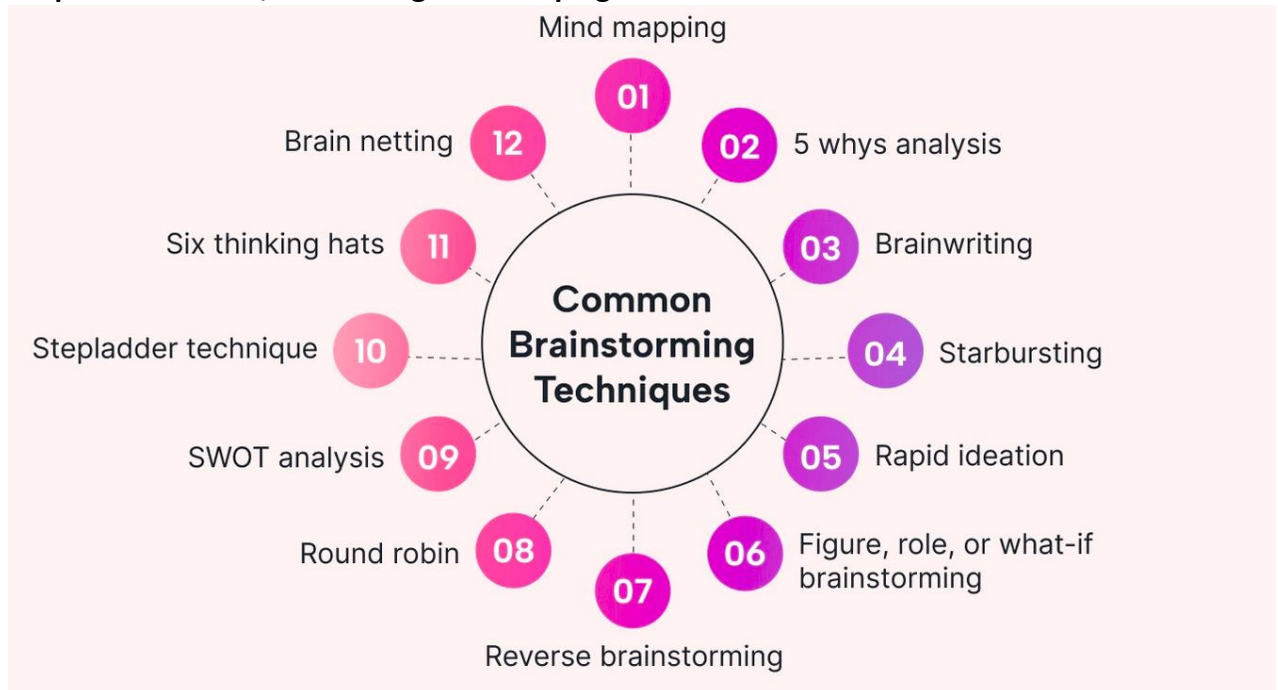 Mind mapping
01
12
Brain netting
02
5 whys analysis
11
Six thinking hats
03
Brainwriting
Common
Brainstorming
Techniques
10
Stepladder technique
04
Starbursting
09
SWOT analysis
05
Rapid ideation
08
Round robin
06
Figure, role, or what-if
brainstorming
07
Reverse brainstorming